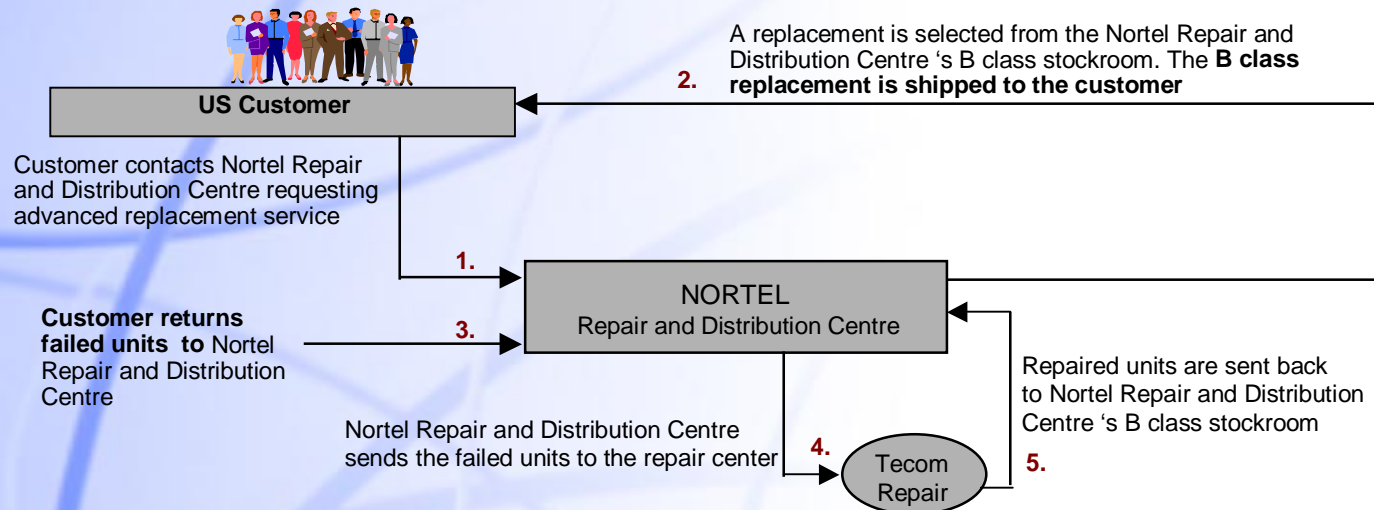 A replacement is selected from the Nortel Repair and
Distribution Centre ‘s B class stockroom. The B class
replacement is shipped to the customer
2.
US Customer
Customer contacts Nortel Repair
and Distribution Centre requesting
advanced replacement service
1.
NORTEL
Repair and Distribution Centre
Customer returns
failed units to Nortel
Repair and Distribution
Centre
3.
Repaired units are sent back
to Nortel Repair and Distribution
Centre ‘s B class stockroom
Nortel Repair and Distribution Centre
sends the failed units to the repair center
4.
Tecom
Repair
5.